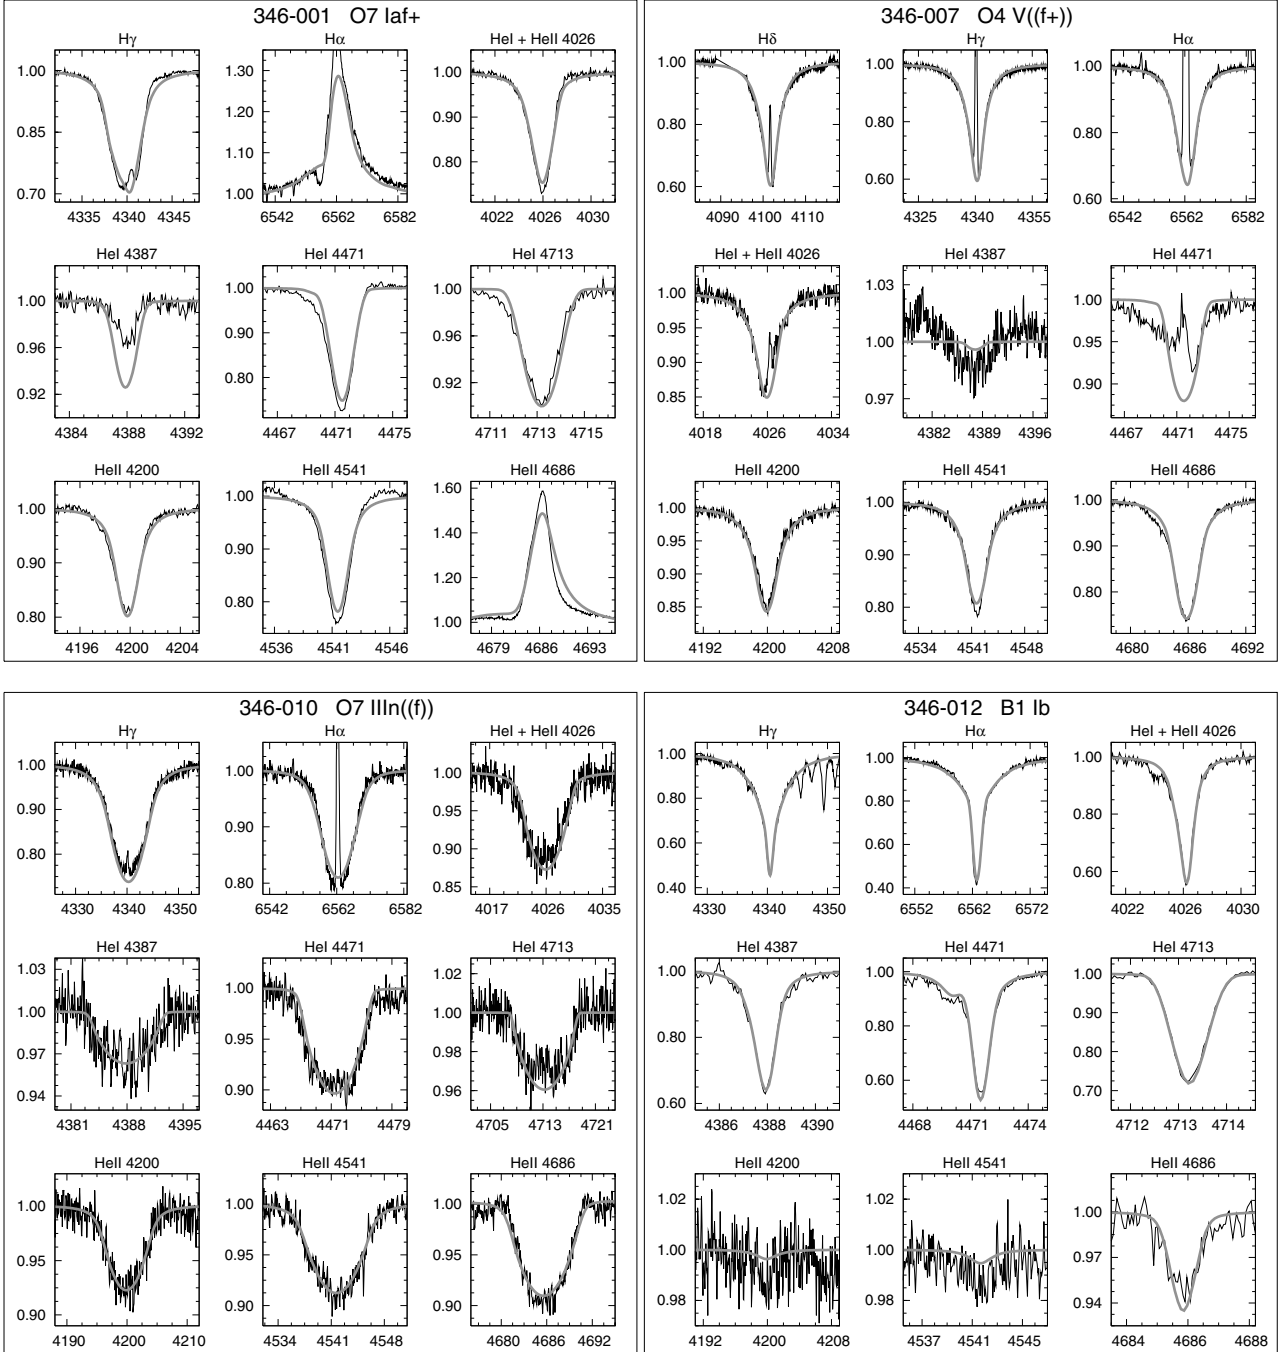 346-001 O7 Iaf+
Hγ
Hα
HeI + HeII 4026
1.00
0.85
0.70
4335 4340 4345
1.30
1.20
1.10
1.00
6542 6562 6582
1.00
0.90
0.80
4022 4026 4030
HeI 4387
HeI 4471
HeI 4713
1.00
0.96
0.92
4384 4388 4392
1.00
0.90
0.80
4467 4471 4475
1.00
0.96
0.92
4711 4713 4715
HeII 4200
HeII 4541
HeII 4686
1.00
0.90
0.80
4196 4200 4204
1.00
0.90
0.80
4536 4541 4546
1.60
1.40
1.20
1.00
4679 4686 4693
346-007 O4 V((f+))
Hδ
Hγ
Hα
1.00
0.80
0.60
4090 4100 4110
1.00
0.80
0.60
4325 4340 4355
1.00
0.80
0.60
6542 6562 6582
HeI + HeII 4026
HeI 4387
HeI 4471
1.00
0.95
0.90
0.85
4018 4026 4034
1.03
1.00
0.97
4382 4389 4396
1.00
0.95
0.90
4467 4471 4475
HeII 4200
HeII 4541
HeII 4686
1.00
0.95
0.90
0.85
4192 4200 4208
1.00
0.90
0.80
4534 4541 4548
1.00
0.90
0.80
4680 4686 4692
346-010 O7 IIIn((f))
Hγ
Hα
HeI + HeII 4026
1.00
0.90
0.80
4330 4340 4350
1.00
0.90
0.80
6542 6562 6582
1.00
0.95
0.90
0.85
4017 4026 4035
HeI 4387
HeI 4471
HeI 4713
1.03
1.00
0.97
0.94
4381 4388 4395
1.00
0.95
0.90
4463 4471 4479
1.02
1.00
0.98
0.96
4705 4713 4721
HeII 4200
HeII 4541
HeII 4686
1.00
0.95
0.90
4190 4200 4210
1.00
0.95
0.90
4534 4541 4548
1.00
0.95
0.90
4680 4686 4692
346-012 B1 Ib
Hγ
Hα
HeI + HeII 4026
1.00
0.80
0.60
0.40
4330 4340 4350
1.00
0.80
0.60
0.40
6552 6562 6572
1.00
0.80
0.60
4022 4026 4030
HeI 4387
HeI 4471
HeI 4713
1.00
0.80
0.60
4386 4388 4390
1.00
0.80
0.60
4468 4471 4474
1.00
0.90
0.80
0.70
4712 4713 4714
HeII 4200
HeII 4541
HeII 4686
1.02
1.00
0.98
4192 4200 4208
1.02
1.00
0.98
4537 4541 4545
1.00
0.97
0.94
4684 4686 4688